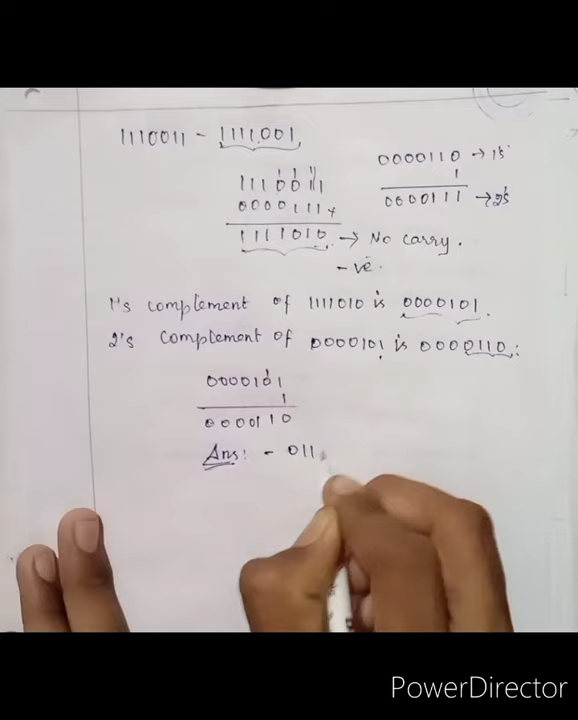 1110011 - 1111001
0000110 → 1's
1
0000111 → 2's
1110011
0000111 +
1111010 → No carry.
- ve.
1's complement of 1111010 is 0000101.
2's complement of 0000101 is 0000110.
0000101
1
0000110
Ans: - 011
PowerDirector